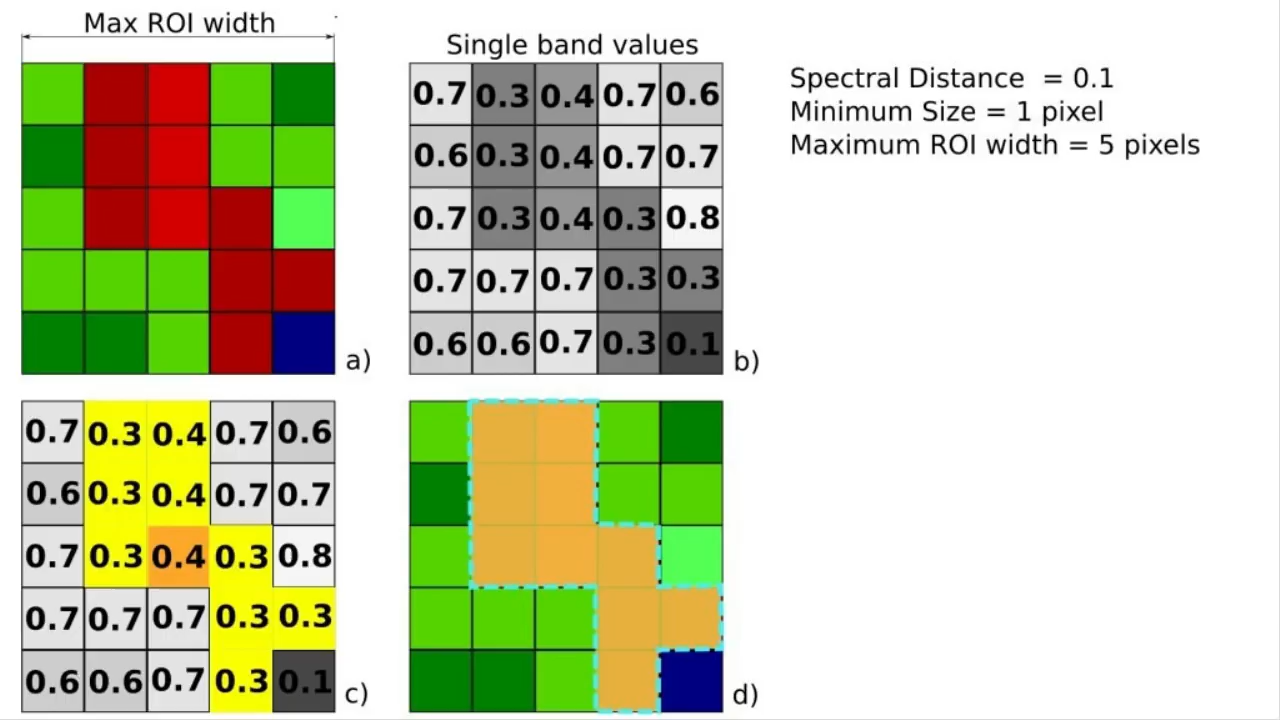 Max ROI width
Single band values
Spectral Distance = 0.1
Minimum Size = 1 pixel
Maximum ROI width = 5 pixels
0.7 0.3 0.4 0.7 0.6
0.6 0.3 0.4 0.7 0.7
0.7 0.3 0.4 0.3 0.8
0.7 0.7 0.7 0.3 0.3
0.6 0.6 0.7 0.3 0.1
a)
b)
0.7 0.3 0.4 0.7 0.6
0.6 0.3 0.4 0.7 0.7
0.7 0.3 0.4 0.3 0.8
0.7 0.7 0.7 0.3 0.3
0.6 0.6 0.7 0.3 0.1
c)
d)